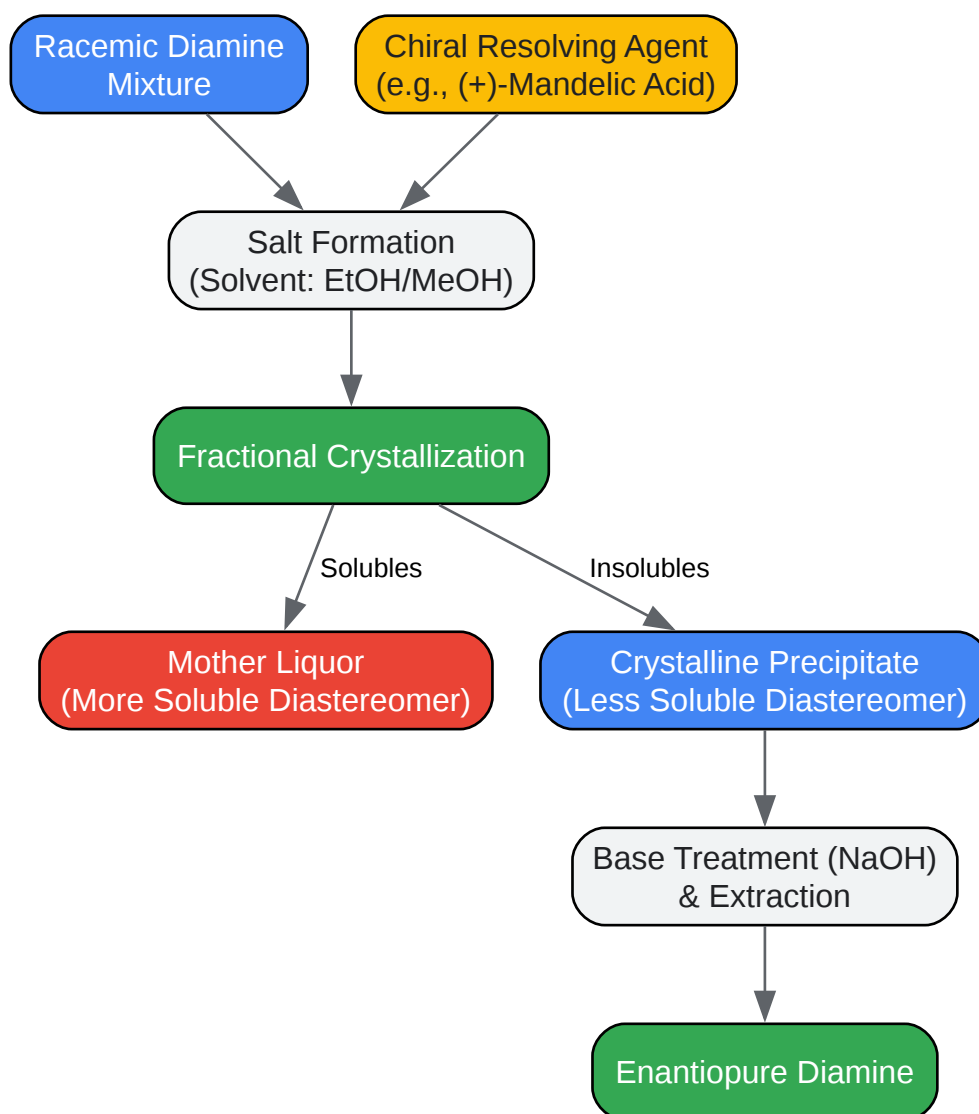 Racemic Diamine
Mixture
Chiral Resolving Agent
(e.g., (+)-Mandelic Acid)
Salt Formation
(Solvent: EtOH/MeOH)
Fractional Crystallization
Solubles
Insolubles
Mother Liquor
(More Soluble Diastereomer)
Crystalline Precipitate
(Less Soluble Diastereomer)
Base Treatment (NaOH)
& Extraction
Enantiopure Diamine